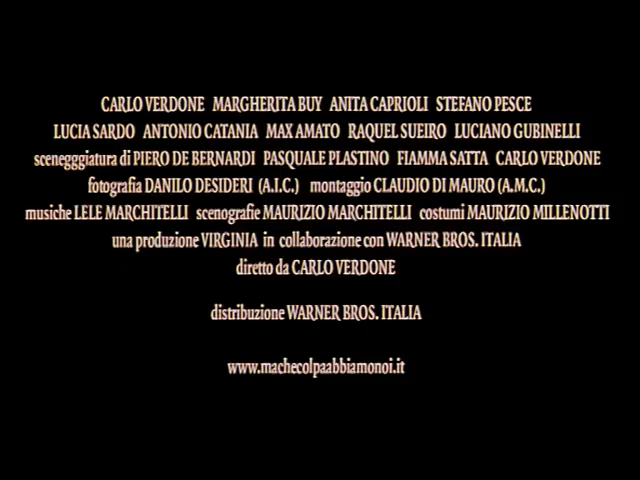 CARLO VERDONE MARGHERITA BUY ANITA CAPRIOLI STEFANO PESCE
LUCIA SARDO ANTONIO CATANIA MAX AMATO RAQUEL SUEIRO LUCIANO GUBINELLI
scenegggiatura di PIERO DE BERNARDI PASQUALE PLASTINO FIAMMA SATTA CARLO VERDONE
fotografia DANILO DESIDERI (A.I.C.) montaggio CLAUDIO DI MAURO (A.M.C.)
musiche LELE MARCHITELLI scenografie MAURIZIO MARCHITELLI costumi MAURIZIO MILLENOTTI
una produzione VIRGINIA in collaborazione con WARNER BROS. ITALIA
diretto da CARLO VERDONE
distribuzione WARNER BROS. ITALIA
www.machecolpaabbiamonoi.it